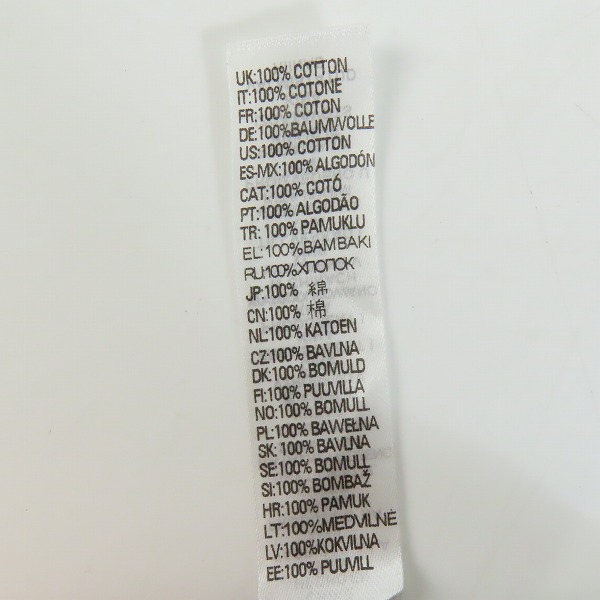 UK:100% COTTON
IT:100% COTONE
FR:100% COTON
DE:100%BAUMWOLLE
US:100% COTTON
ES-MX:100% ALGODÓN
CAT:100% COTÓ
PT:100% ALGODÃO
TR: 100% PAMUKLU
EL:100%BAMBAKI
RU:100%ХЛОПОК
JP:100% 綿
CN:100% 棉
NL:100% KATOEN
CZ:100% BAVLNA
DK:100% BOMULD
FI:100% PUUVILLA
NO:100% BOMULL
PL:100% BAWEŁNA
SK: 100% BAVLNA
SE:100% BOMULL
SI:100% BOMBAŽ
HR:100% PAMUK
LT:100%MEDVILNĖ
LV:100%KOKVILNA
EE:100% PUUVILL